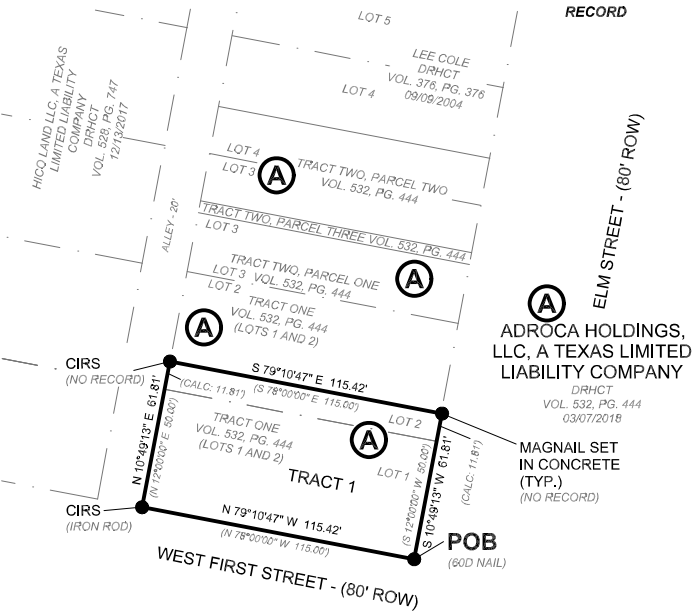 LOT 5
RECORD
LEE COLE
DRHCT
VOL. 376, PG. 376
09/09/2004
LOT 4
HICO LAND LLC, A TEXAS
LIMITED LIABILITY
COMPANY
DRHCT
VOL. 528, PG. 747
12/13/2017
ELM STREET - (80' ROW)
LOT 4
LOT 3
A
TRACT TWO, PARCEL TWO
VOL. 532, PG. 444
ALLEY - 20'
TRACT TWO, PARCEL THREE VOL. 532, PG. 444
LOT 3
TRACT TWO, PARCEL ONE
VOL. 532, PG. 444
LOT 3
LOT 2
A
TRACT ONE
VOL. 532, PG. 444
(LOTS 1 AND 2)
A
A
ADROCA HOLDINGS,
LLC, A TEXAS LIMITED
LIABILITY COMPANY
DRHCT
VOL. 532, PG. 444
03/07/2018
CIRS
(NO RECORD)
S 79°10'47" E 115.42'
(S 78°00'00" E 115.00')
(CALC: 11.81')
N 10°49'13" E 61.81'
(N 12°00'00" E 50.00')
TRACT ONE
VOL. 532, PG. 444
(LOTS 1 AND 2)
A
LOT 2
LOT 1
TRACT 1
(S 12°00'00" W 50.00')
S 10°49'13" W 61.81'
(CALC: 11.81')
MAGNAIL SET
IN CONCRETE
(TYP.)
(NO RECORD)
CIRS
(IRON ROD)
N 79°10'47" W 115.42'
(N 78°00'00" W 115.00')
POB
(60D NAIL)
WEST FIRST STREET - (80' ROW)